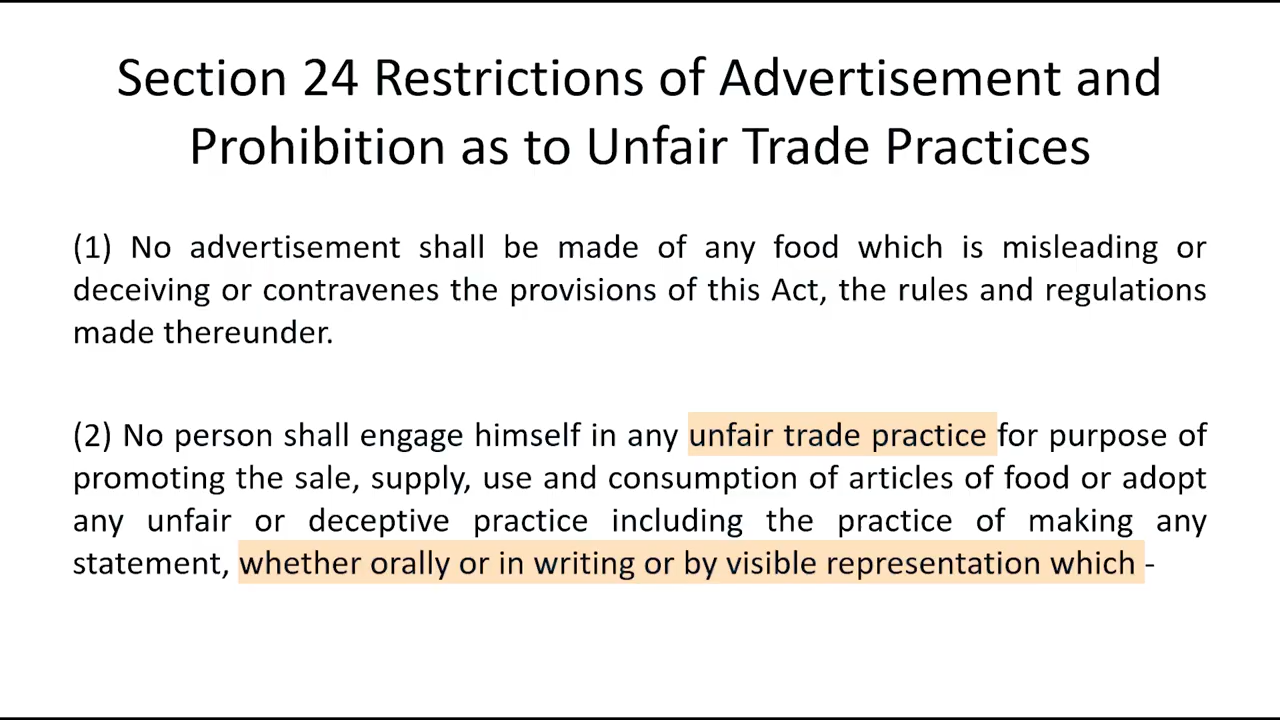 Section 24 Restrictions of Advertisement and
Prohibition as to Unfair Trade Practices
(1) No advertisement shall be made of any food which is misleading or
deceiving or contravenes the provisions of this Act, the rules and regulations
made thereunder.
(2) No person shall engage himself in any unfair trade practice for purpose of
promoting the sale, supply, use and consumption of articles of food or adopt
any unfair or deceptive practice including the practice of making any
statement, whether orally or in writing or by visible representation which -